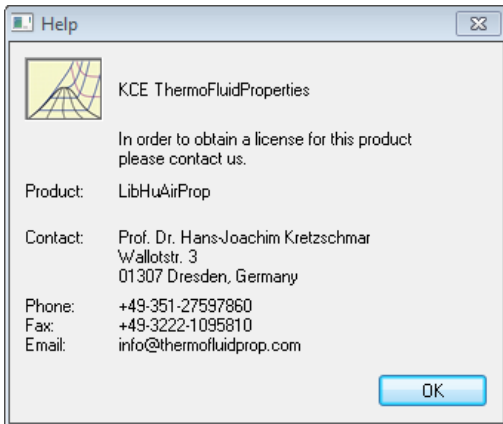 Help
KCE ThermoFluidProperties
In order to obtain a license for this product
please contact us.
Product: LibHuAirProp
Contact: Prof. Dr. Hans-Joachim Kretzschmar
Wallotstr. 3
01307 Dresden, Germany
Phone: +49-351-27597860
Fax: +49-3222-1095810
Email: info@thermofluidprop.com
OK